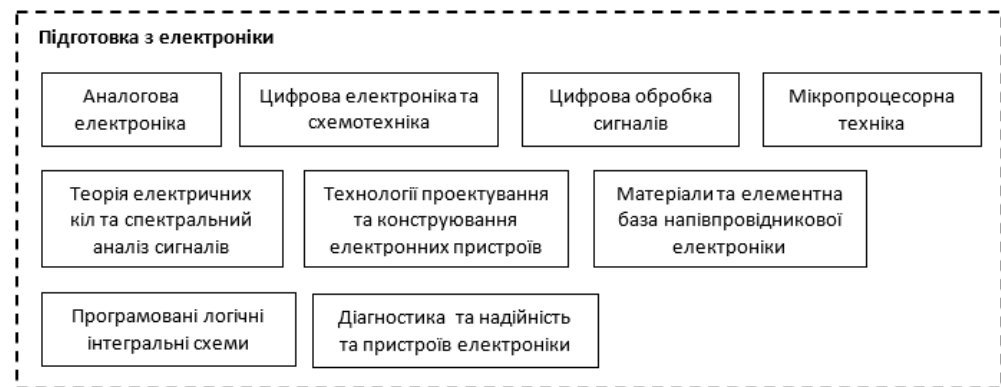 Підготовка з електроніки
Аналогова
електроніка
Цифрова електроніка та
схемотехніка
Цифрова обробка
сигналів
Мікропроцесорна
техніка
Теорія електричних
кіл та спектральний
аналіз сигналів
Технології проектування
та конструювання
електронних пристроїв
Матеріали та елементна
база напівпровідникової
електроніки
Програмовані логічні
інтегральні схеми
Діагностика та надійність
та пристроїв електроніки